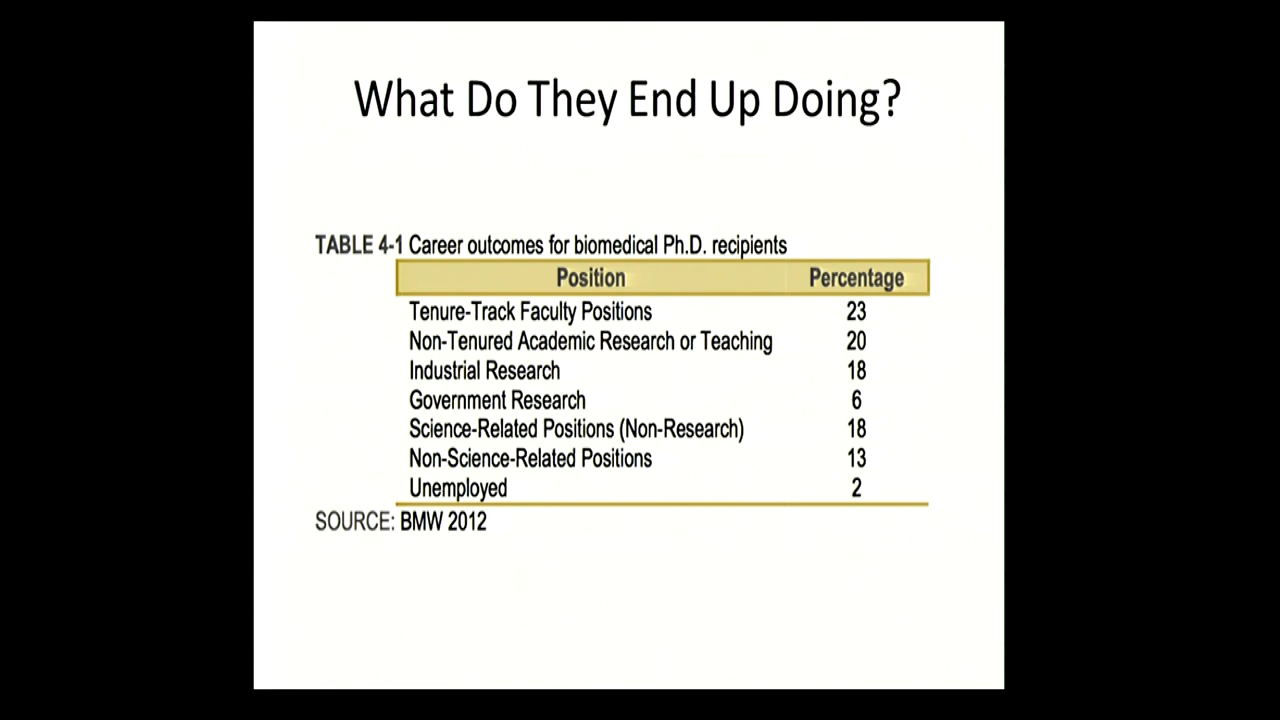 What Do They End Up Doing?
TABLE 4-1 Career outcomes for biomedical Ph.D. recipients
Position Percentage
Tenure-Track Faculty Positions 23
Non-Tenured Academic Research or Teaching 20
Industrial Research 18
Government Research 6
Science-Related Positions (Non-Research) 18
Non-Science-Related Positions 13
Unemployed 2
SOURCE: BMW 2012